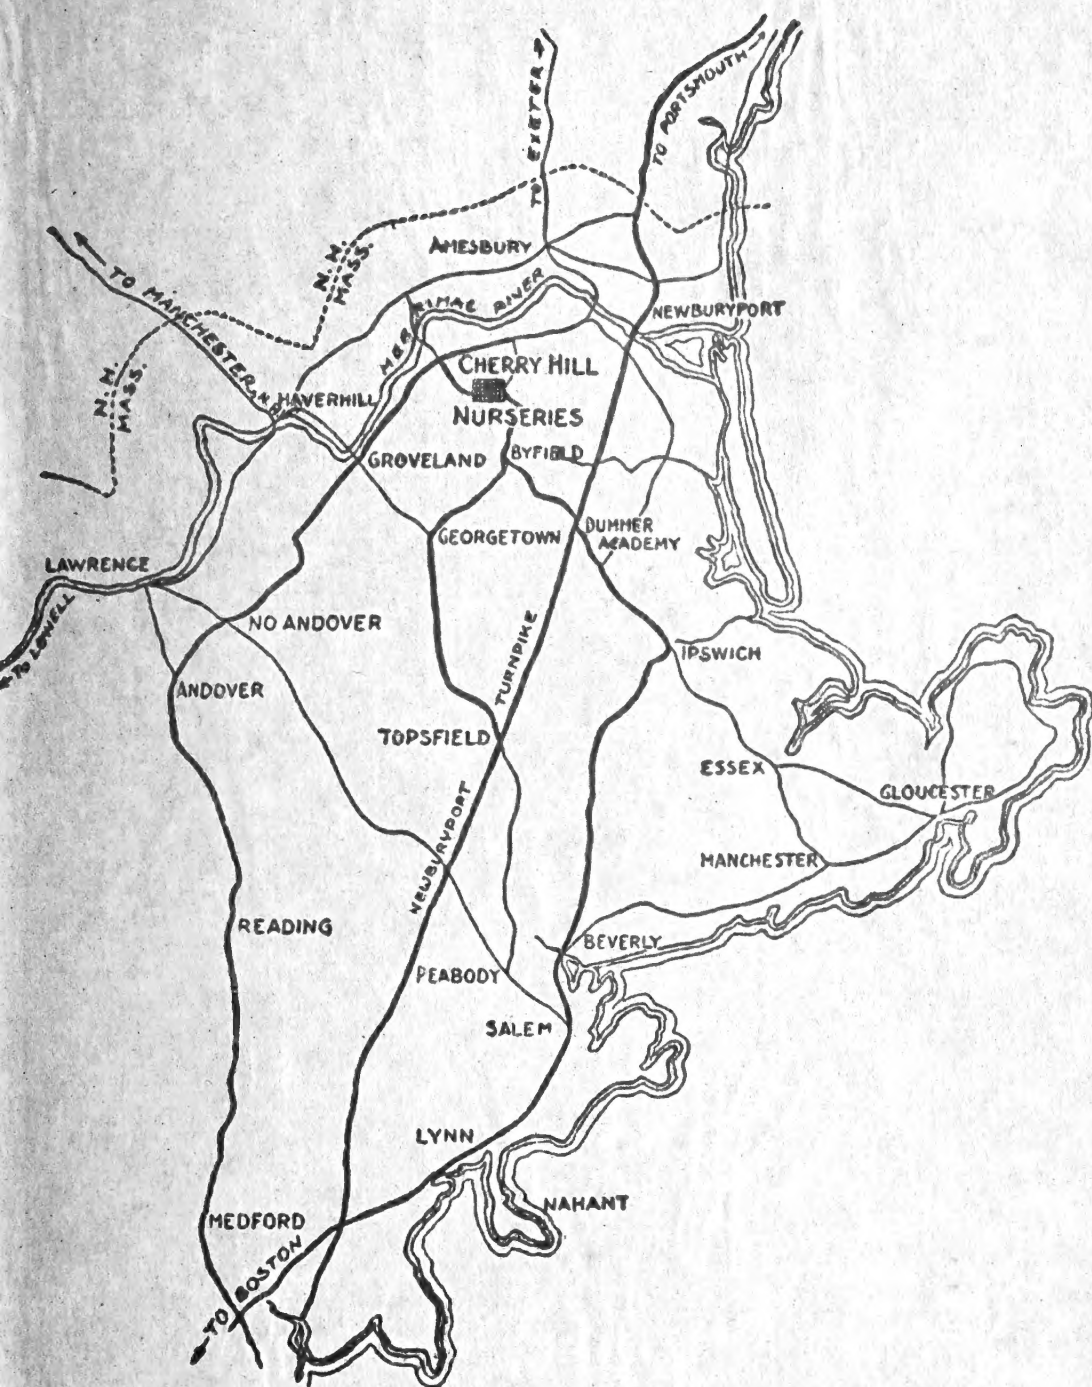 TO EXETER
TO PORTSMOUTH
AMESBURY
N.H.
MASS.
TO MANCHESTER N.H.
MERRIMAC RIVER
NEWBURYPORT
N.H.
MASS.
CHERRY HILL
NURSERIES
HAVERHILL
GROVELAND
BYFIELD
GEORGETOWN
DUMMER
ACADEMY
LAWRENCE
TO LOWELL
NO ANDOVER
ANDOVER
IPSWICH
NEWBURYPORT TURNPIKE
TOPSFIELD
ESSEX
GLOUCESTER
MANCHESTER
READING
BEVERLY
PEABODY
SALEM
LYNN
NAHANT
MEDFORD
TO BOSTON